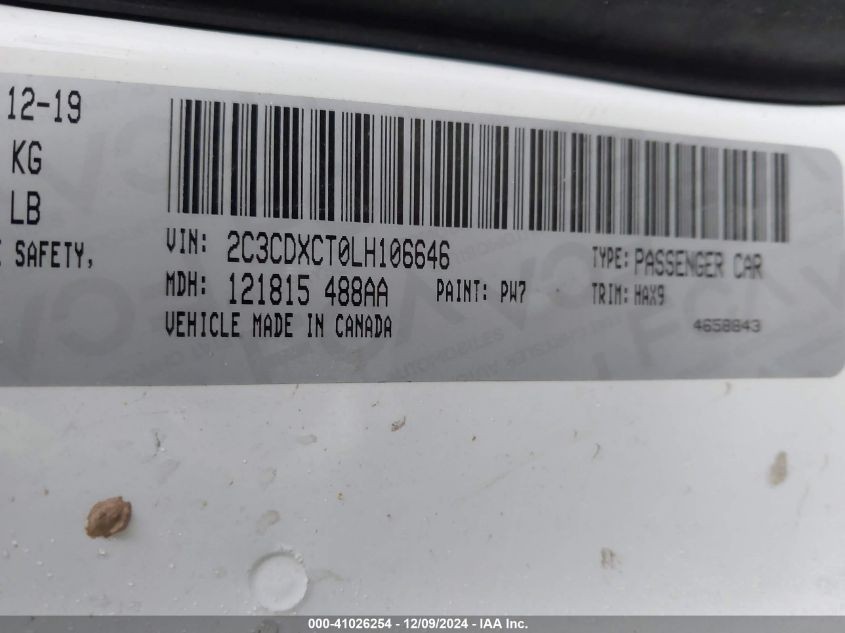 12-19
KG
LB
E SAFETY,
VIN: 2C3CDXCT0LH106646
TYPE: PASSENGER CAR
MDH: 121815 488AA
PAINT: PW7
TRIM: HAX9
VEHICLE MADE IN CANADA
4658843
000-41026254 - 12/09/2024 - IAA Inc.